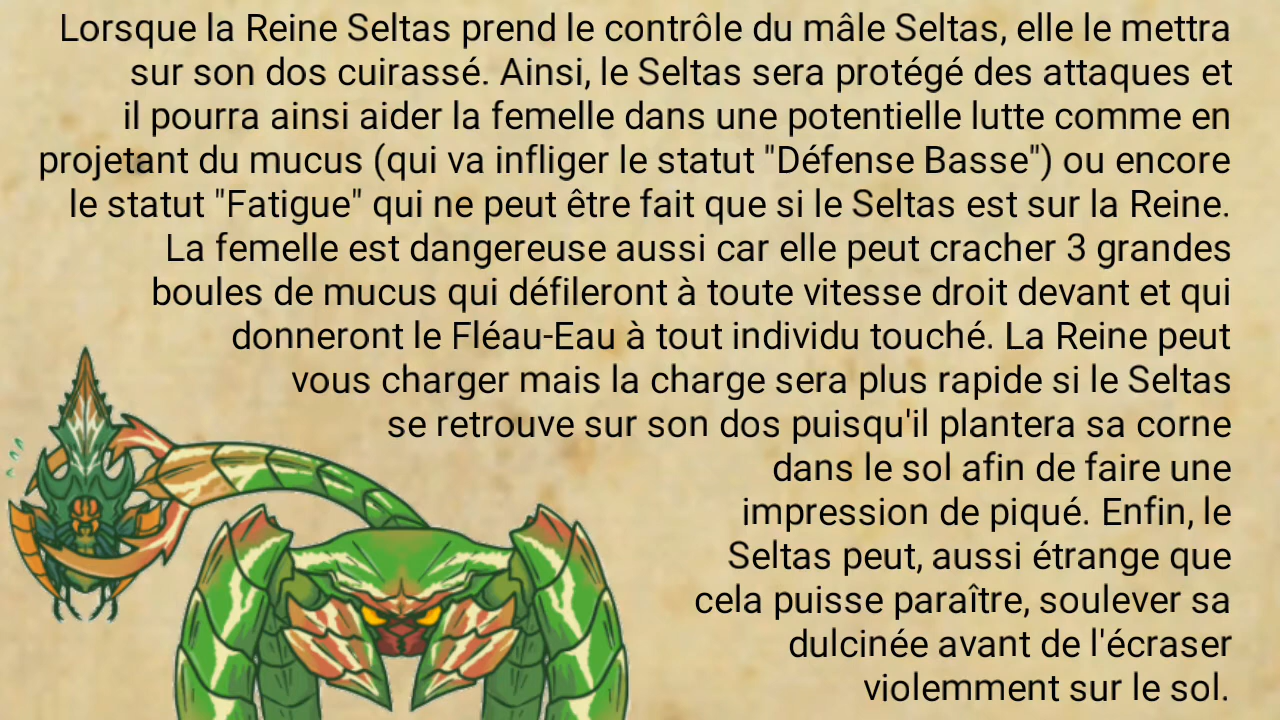 Lorsque la Reine Seltas prend le contrôle du mâle Seltas, elle le mettra
sur son dos cuirassé. Ainsi, le Seltas sera protégé des attaques et
il pourra ainsi aider la femelle dans une potentielle lutte comme en
projetant du mucus (qui va infliger le statut "Défense Basse") ou encore
le statut "Fatigue" qui ne peut être fait que si le Seltas est sur la Reine.
La femelle est dangereuse aussi car elle peut cracher 3 grandes
boules de mucus qui défileront à toute vitesse droit devant et qui
donneront le Fléau-Eau à tout individu touché. La Reine peut
vous charger mais la charge sera plus rapide si le Seltas
se retrouve sur son dos puisqu'il plantera sa corne
dans le sol afin de faire une
impression de piqué. Enfin, le
Seltas peut, aussi étrange que
cela puisse paraître, soulever sa
dulcinée avant de l'écraser
violemment sur le sol.